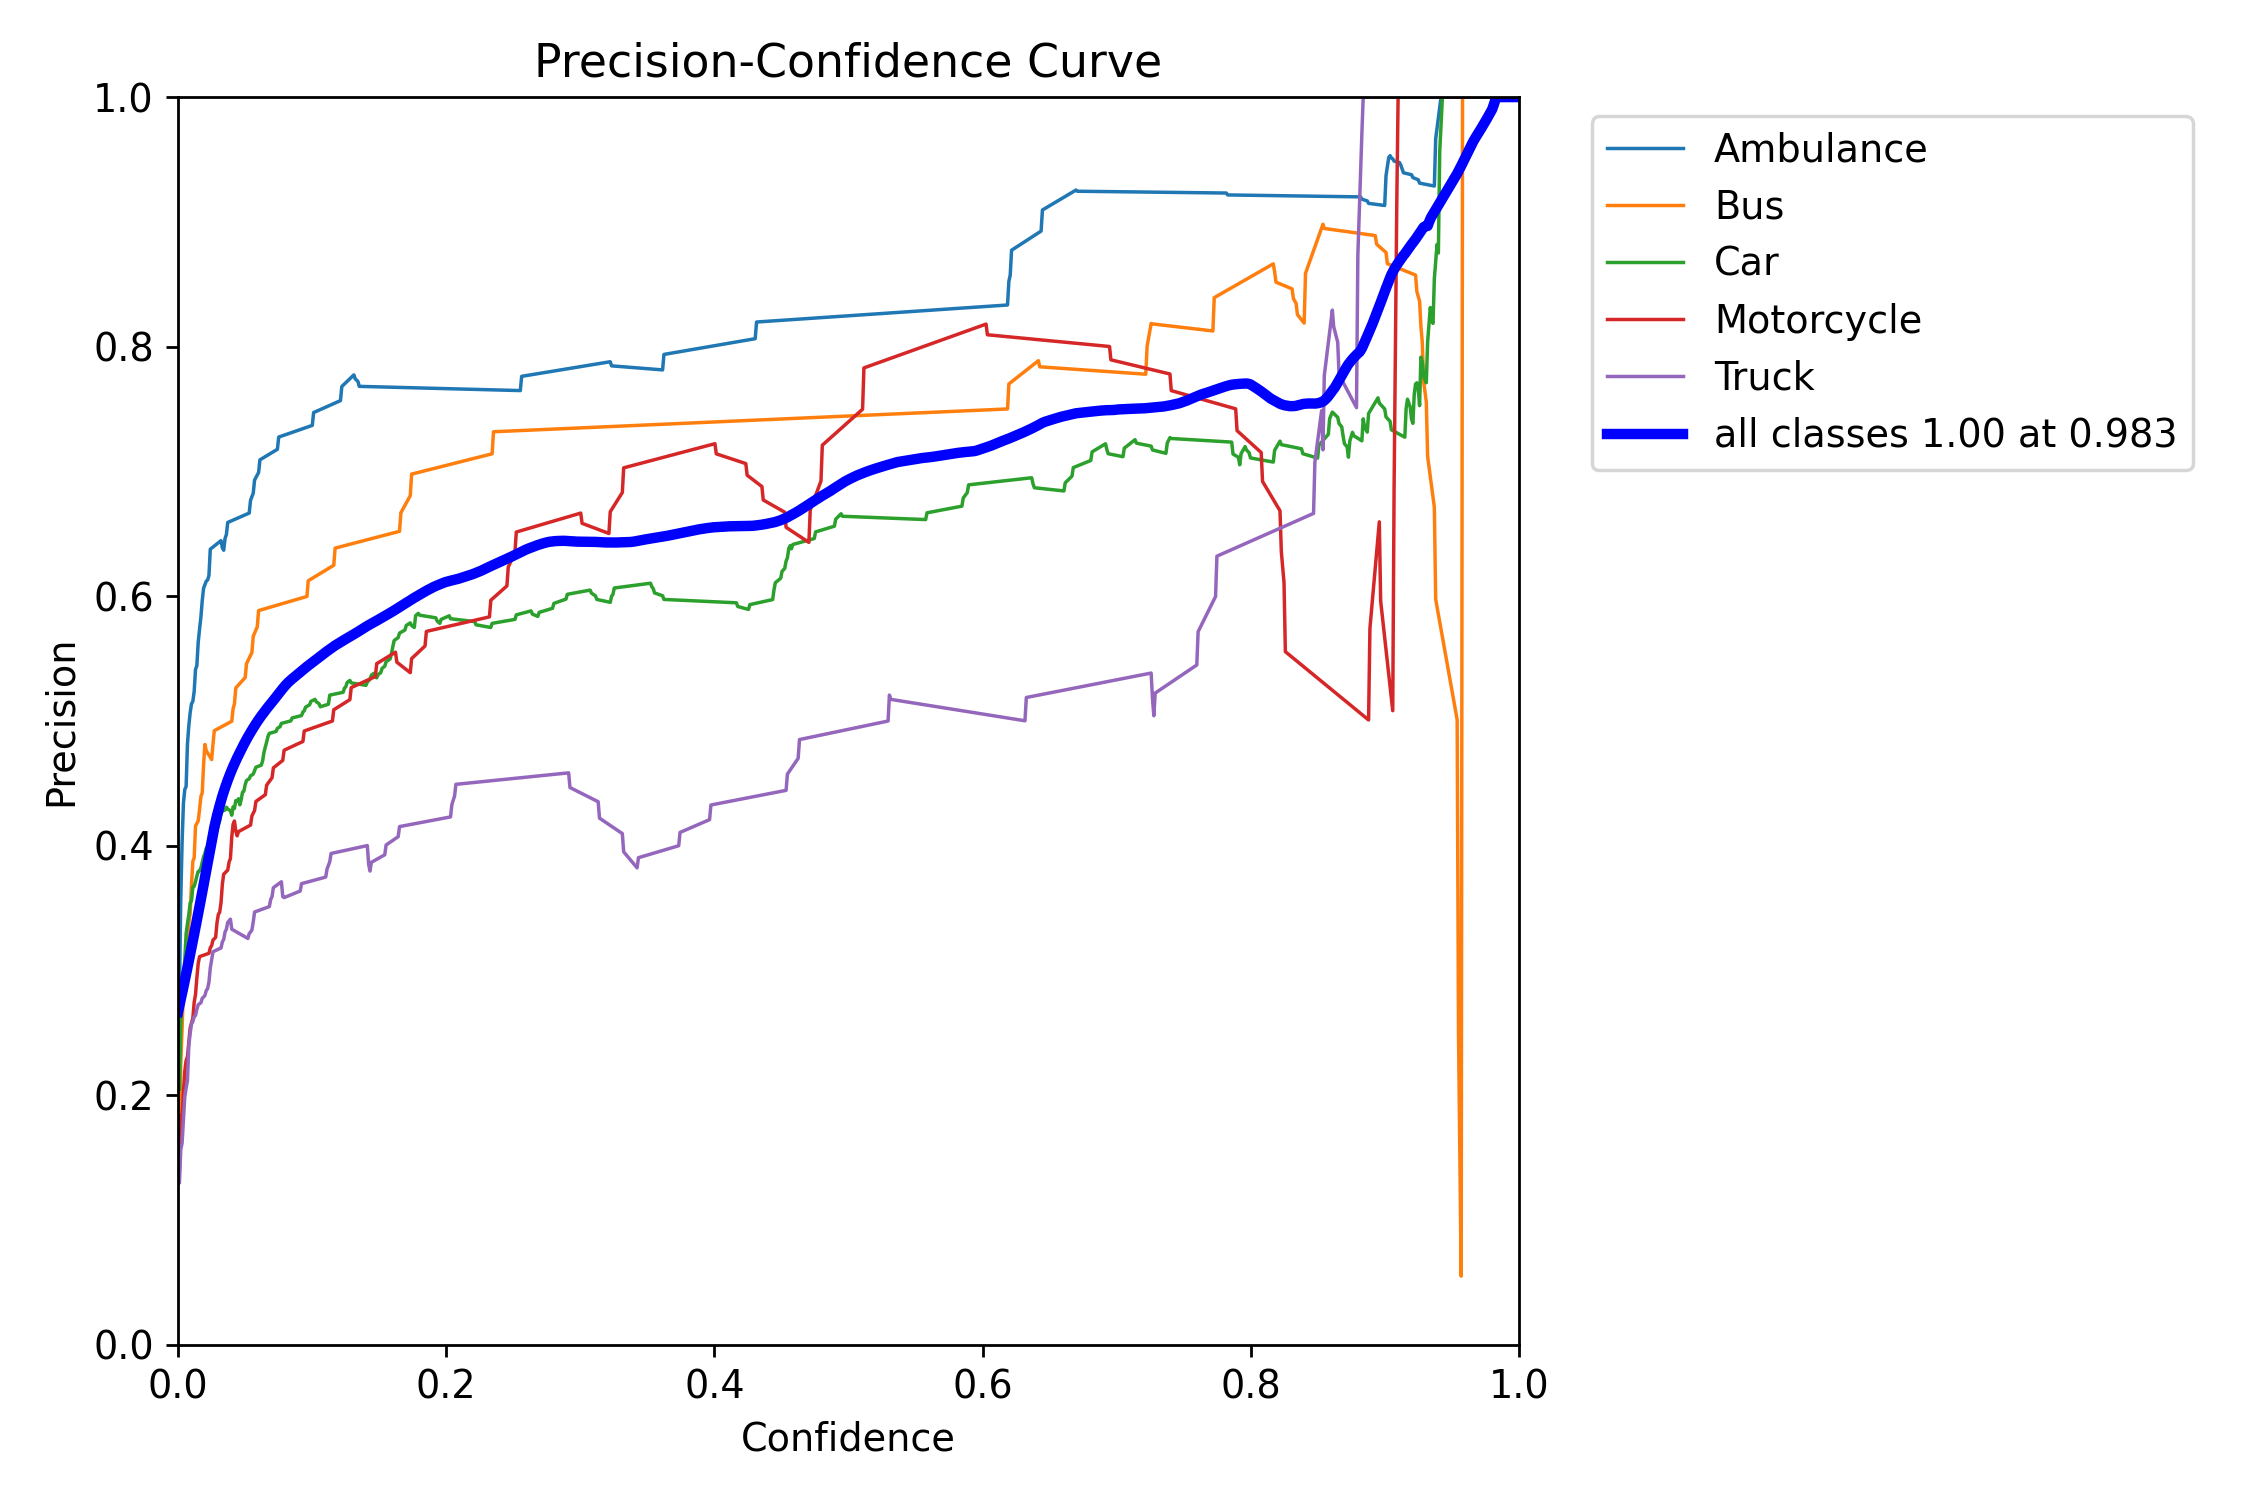 Precision-Confidence Curve
1.0
0.8
0.6
0.4
0.2
0.0
Precision
0.0 0.2 0.4 0.6 0.8 1.0
Confidence
Ambulance
Bus
Car
Motorcycle
Truck
all classes 1.00 at 0.983